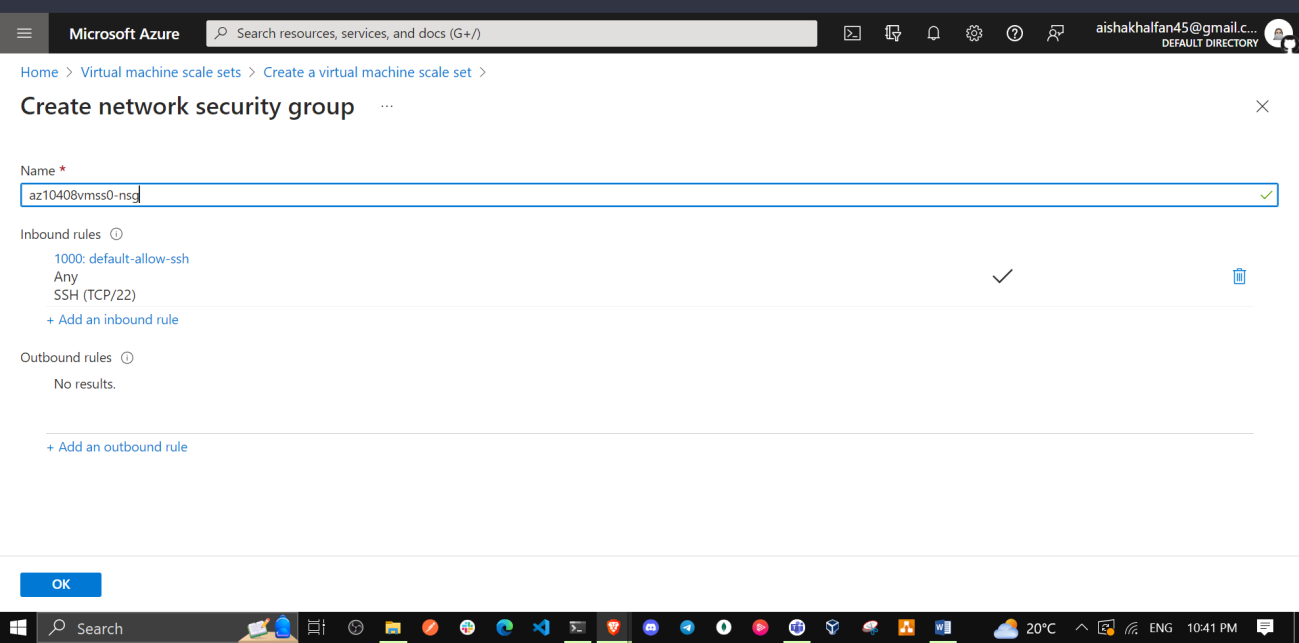 Microsoft Azure
Search resources, services, and docs (G+/)
aishakhalfan45@gmail.c...
DEFAULT DIRECTORY
Home > Virtual machine scale sets > Create a virtual machine scale set >
Create network security group ...
Name *
az10408vmss0-nsg
Inbound rules
1000: default-allow-ssh
Any
SSH (TCP/22)
+ Add an inbound rule
Outbound rules
No results.
+ Add an outbound rule
OK
Search
20°C
ENG
10:41 PM